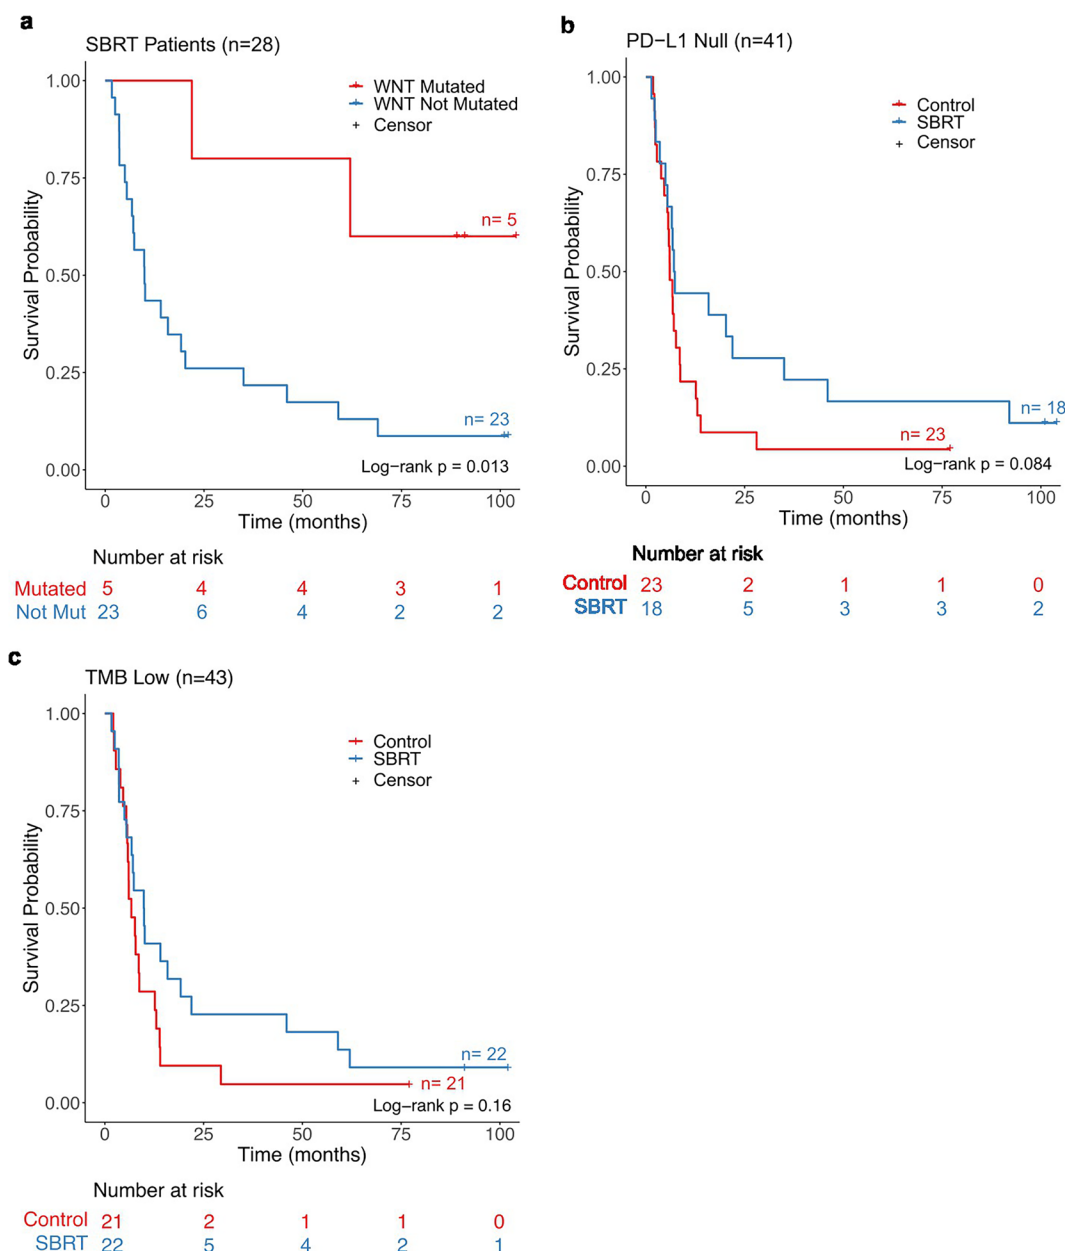 a
SBRT Patients (n=28)
1.00
0.75
0.50
0.25
0.00
Survival Probability
WNT Mutated
WNT Not Mutated
Censor
n= 5
n= 23
Log−rank p = 0.013
0 25 50 75 100
Time (months)
Number at risk
Mutated 5 4 4 3 1
Not Mut 23 6 4 2 2
b
PD−L1 Null (n=41)
1.00
0.75
0.50
0.25
0.00
Survival Probability
Control
SBRT
Censor
n= 18
n= 23
Log−rank p = 0.084
0 25 50 75 100
Time (months)
Number at risk
Control 23 2 1 1 0
SBRT 18 5 3 3 2
c
TMB Low (n=43)
1.00
0.75
0.50
0.25
0.00
Survival Probability
Control
SBRT
Censor
n= 22
n= 21
Log−rank p = 0.16
0 25 50 75 100
Time (months)
Number at risk
Control 21 2 1 1 0
SBRT 22 5 4 2 1